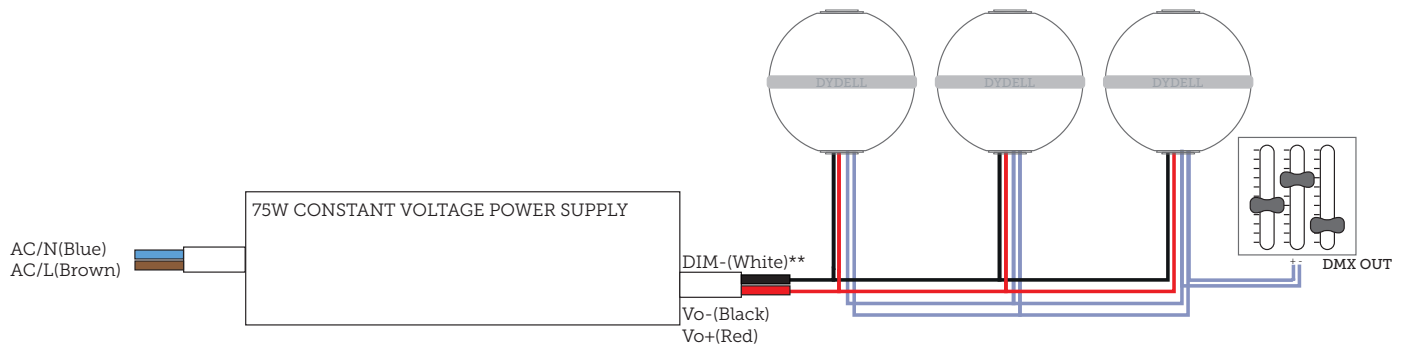 DYDELL
DYDELL
DYDELL
75W CONSTANT VOLTAGE POWER SUPPLY
AC/N(Blue)
AC/L(Brown)
DIM-(White)**
Vo-(Black)
Vo+(Red)
+ -
DMX OUT